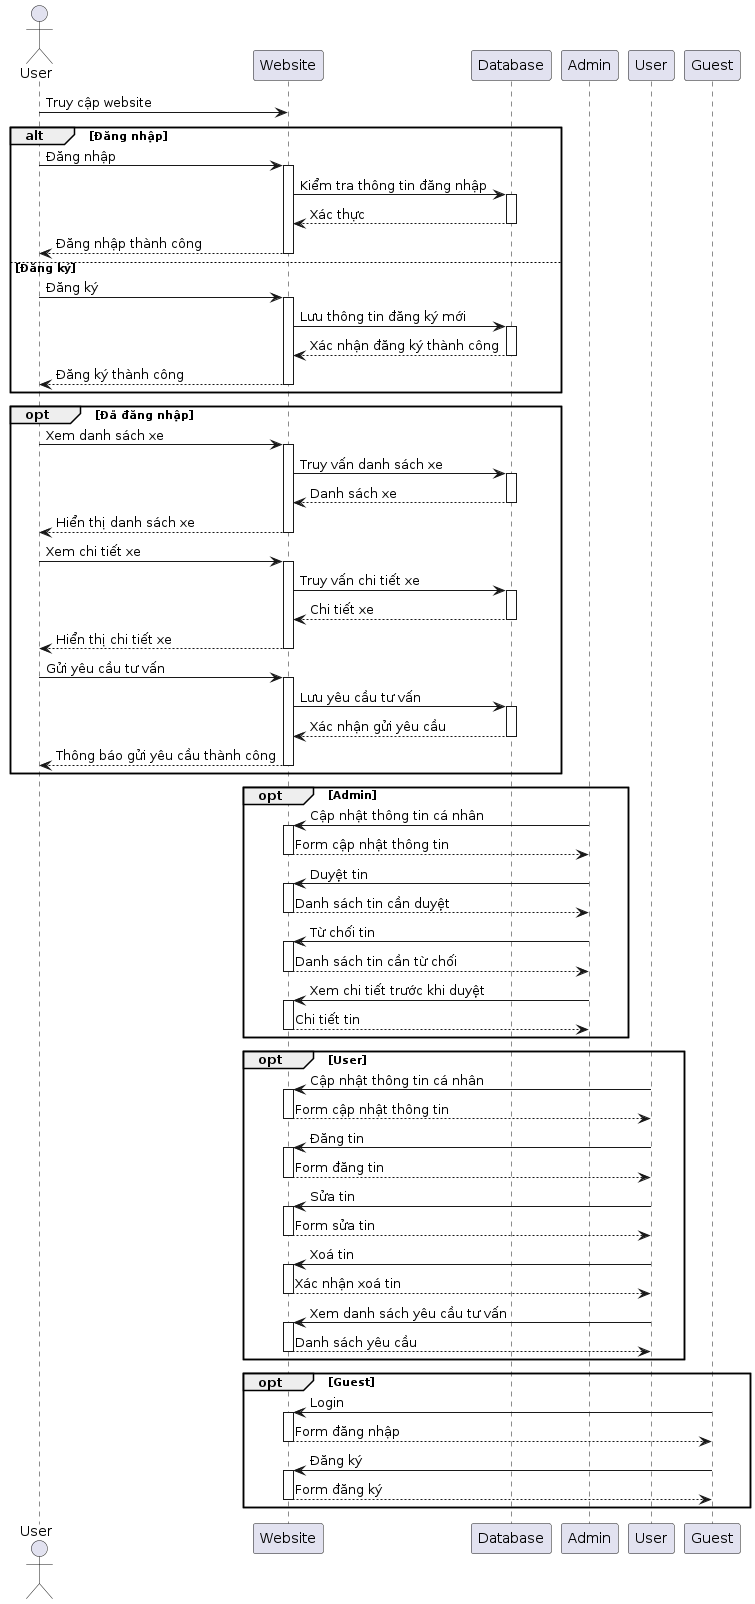 User
Website
Database
Admin
User
Guest
Truy cập website
alt
[Đăng nhập]
Đăng nhập
Kiểm tra thông tin đăng nhập
Xác thực
Đăng nhập thành công
[Đăng ký]
Đăng ký
Lưu thông tin đăng ký mới
Xác nhận đăng ký thành công
Đăng ký thành công
opt
[Đã đăng nhập]
Xem danh sách xe
Truy vấn danh sách xe
Danh sách xe
Hiển thị danh sách xe
Xem chi tiết xe
Truy vấn chi tiết xe
Chi tiết xe
Hiển thị chi tiết xe
Gửi yêu cầu tư vấn
Lưu yêu cầu tư vấn
Xác nhận gửi yêu cầu
Thông báo gửi yêu cầu thành công
opt
[Admin]
Cập nhật thông tin cá nhân
Form cập nhật thông tin
Duyệt tin
Danh sách tin cần duyệt
Từ chối tin
Danh sách tin cần từ chối
Xem chi tiết trước khi duyệt
Chi tiết tin
opt
[User]
Cập nhật thông tin cá nhân
Form cập nhật thông tin
Đăng tin
Form đăng tin
Sửa tin
Form sửa tin
Xoá tin
Xác nhận xoá tin
Xem danh sách yêu cầu tư vấn
Danh sách yêu cầu
opt
[Guest]
Login
Form đăng nhập
Đăng ký
Form đăng ký
User
Website
Database
Admin
User
Guest